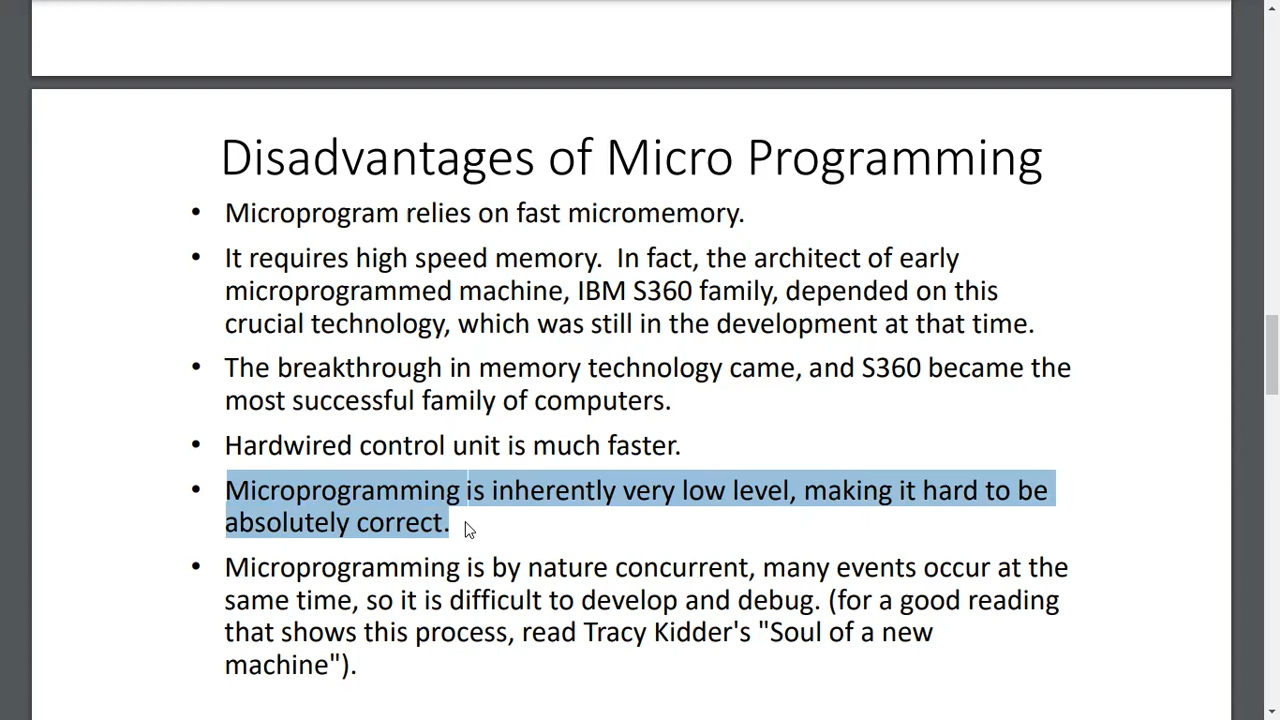 Disadvantages of Micro Programming
• Microprogram relies on fast micromemory.
• It requires high speed memory.  In fact, the architect of early
microprogrammed machine, IBM S360 family, depended on this
crucial technology, which was still in the development at that time.
• The breakthrough in memory technology came, and S360 became the
most successful family of computers.
• Hardwired control unit is much faster.
• Microprogramming is inherently very low level, making it hard to be
absolutely correct.
• Microprogramming is by nature concurrent, many events occur at the
same time, so it is difficult to develop and debug. (for a good reading
that shows this process, read Tracy Kidder's "Soul of a new
machine").